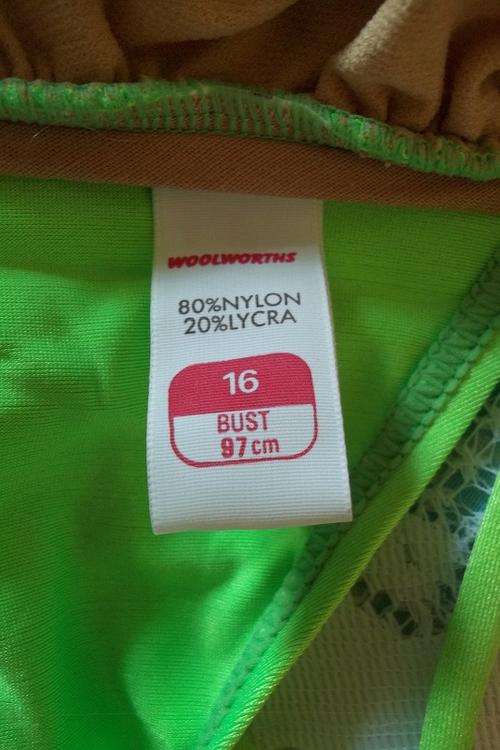 WOOLWORTHS
80%NYLON
20%LYCRA
16
BUST
97cm